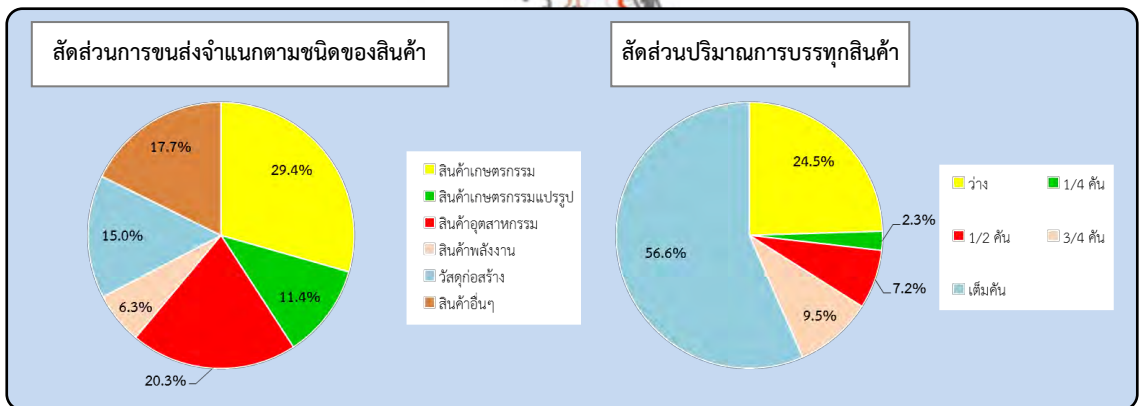 สัดส่วนการขนส่งจำแนกตามชนิดของสินค้า
17.7%
29.4%
15.0%
6.3%
11.4%
20.3%
สินค้าเกษตรกรรม
สินค้าเกษตรกรรมแปรรูป
สินค้าอุตสาหกรรม
สินค้าพลังงาน
วัสดุก่อสร้าง
สินค้าอื่นๆ
สัดส่วนปริมาณการบรรทุกสินค้า
24.5%
2.3%
56.6%
7.2%
9.5%
ว่าง 1/4 คัน
1/2 คัน 3/4 คัน
เต็มคัน